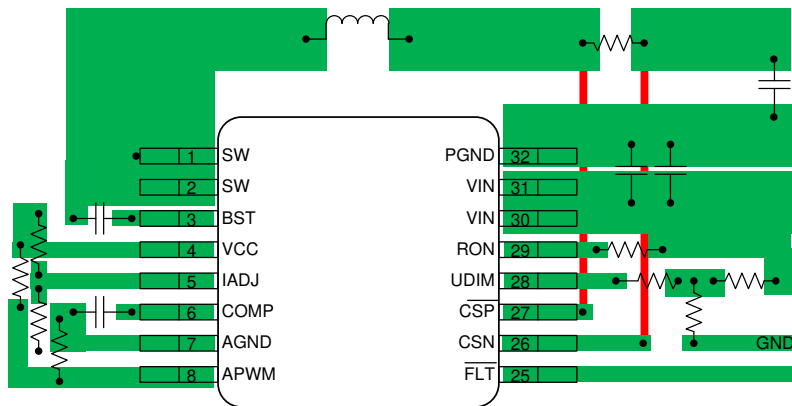 1 SW PGND 32
2 SW VIN 31
3 BST VIN 30
4 VCC RON 29
5 IADJ UDIM 28
6 COMP CSP 27
7 AGND CSN 26 GND
8 APWM FLT 25